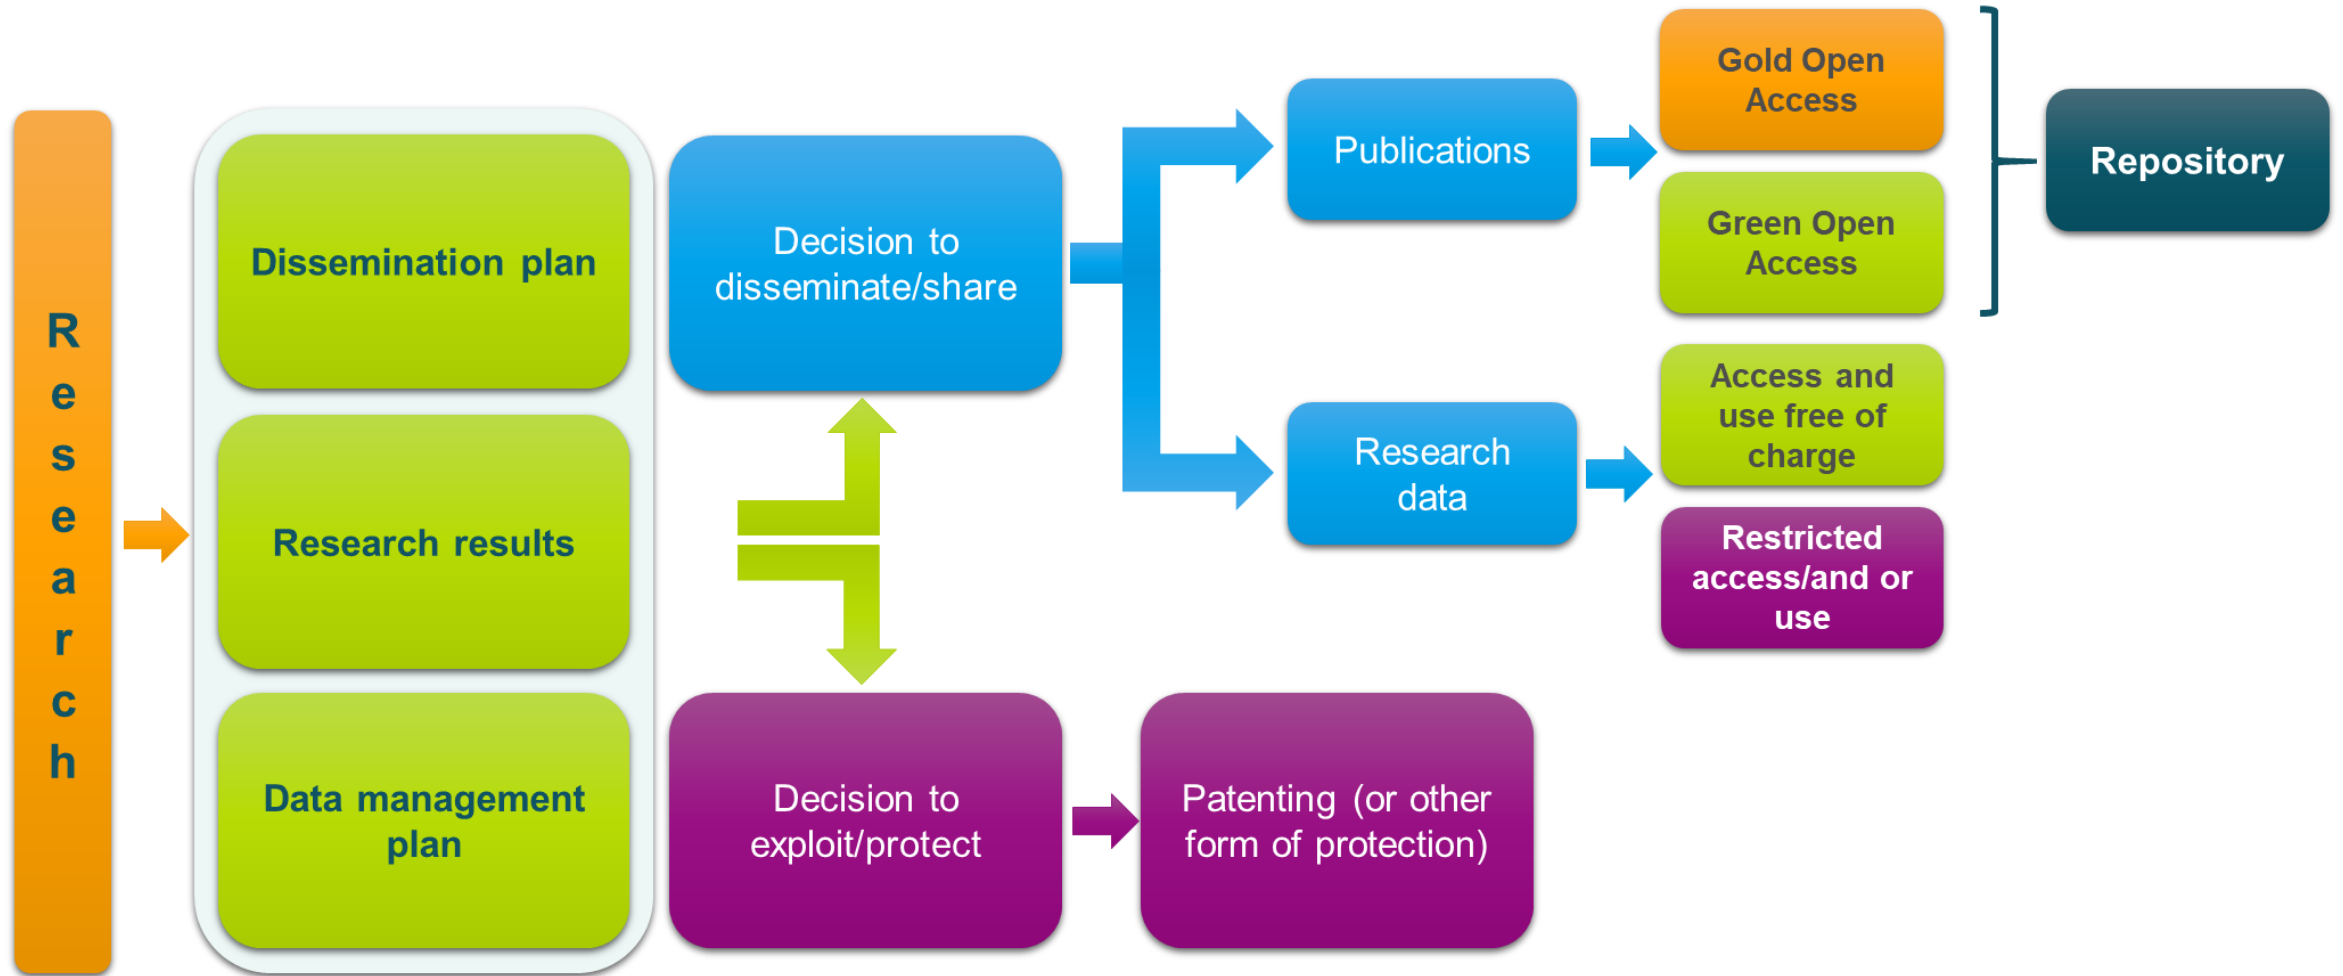 Research
Dissemination plan
Research results
Data management
plan
Decision to
disseminate/share
Decision to
exploit/protect
Patenting (or other
form of protection)
Publications
Research
data
Gold Open
Access
Green Open
Access
Access and
use free of
charge
Restricted
access/and or
use
Repository